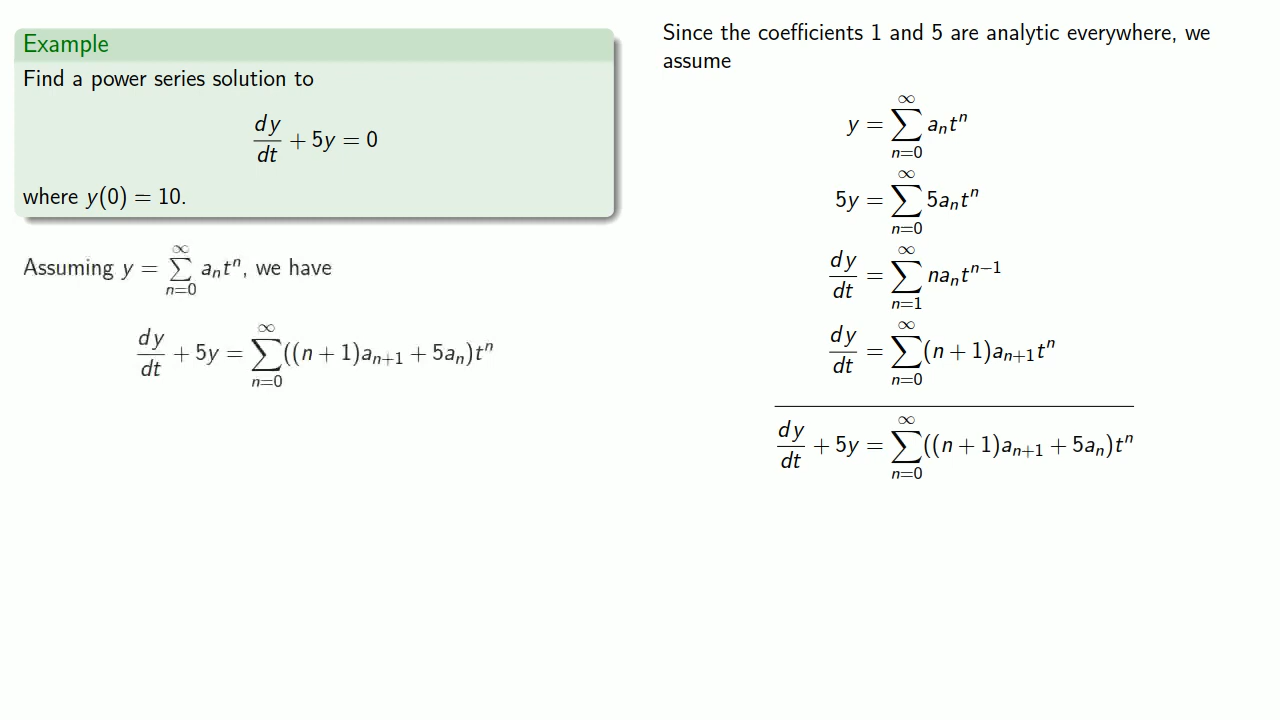 Example
Find a power series solution to
dy/dt + 5y = 0
where y(0) = 10.
Assuming y = ∑_{n=0}^{∞} a_n t^n, we have
dy/dt + 5y = ∑_{n=0}^{∞} ((n + 1)a_{n+1} + 5a_n)t^n
Since the coefficients 1 and 5 are analytic everywhere, we
assume
y = ∑_{n=0}^{∞} a_n t^n
5y = ∑_{n=0}^{∞} 5a_n t^n
dy/dt = ∑_{n=1}^{∞} na_n t^{n−1}
dy/dt = ∑_{n=0}^{∞} (n + 1)a_{n+1} t^n
dy/dt + 5y = ∑_{n=0}^{∞} ((n + 1)a_{n+1} + 5a_n)t^n